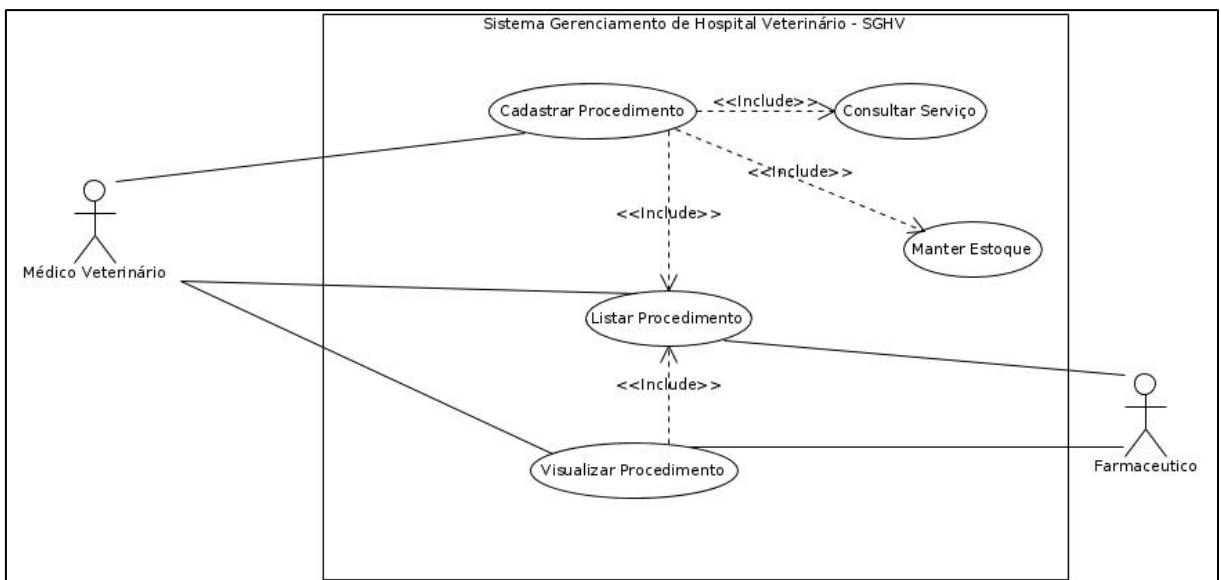 Sistema Gerenciamento de Hospital Veterinário - SGHV
Cadastrar Procedimento
<<Include>>
Consultar Serviço
<<Include>>
<<Include>>
Manter Estoque
Médico Veterinário
Listar Procedimento
<<Include>>
Visualizar Procedimento
Farmaceutico